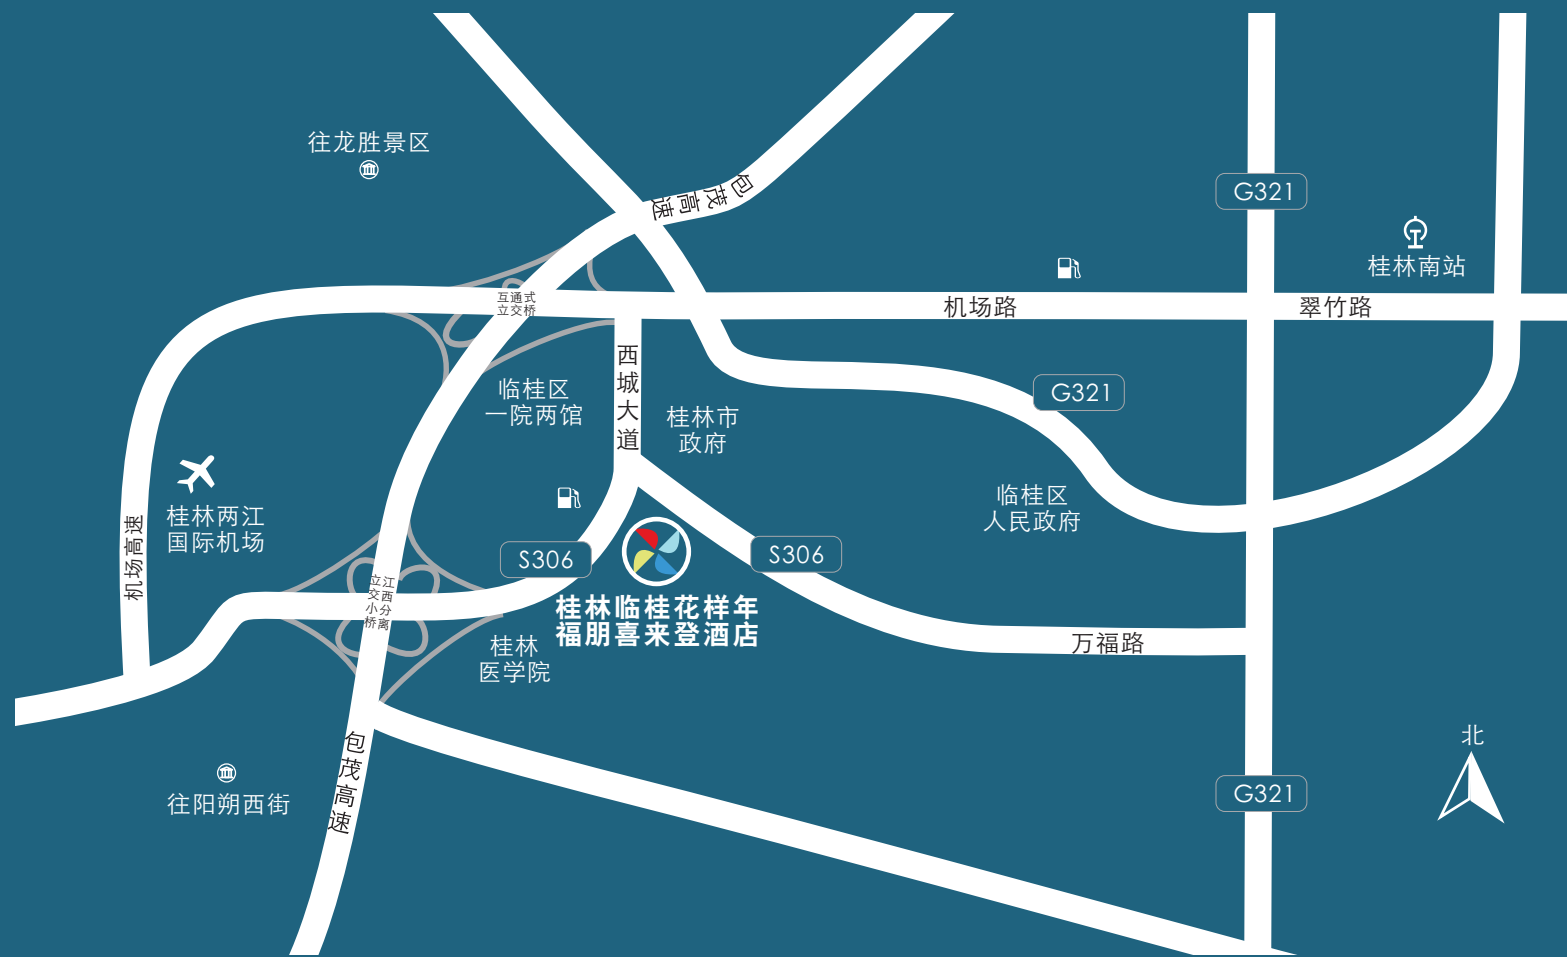 往龙胜景区
包茂高速
G321
桂林南站
互通式
立交桥
机场路
翠竹路
西城大道
临桂区
一院两馆
G321
桂林市
政府
桂林两江
国际机场
机场高速
临桂区
人民政府
S306
S306
江西分离
立交小桥
桂林临桂花样年
福朋喜来登酒店
桂林
医学院
万福路
包茂高速
往阳朔西街
G321
北